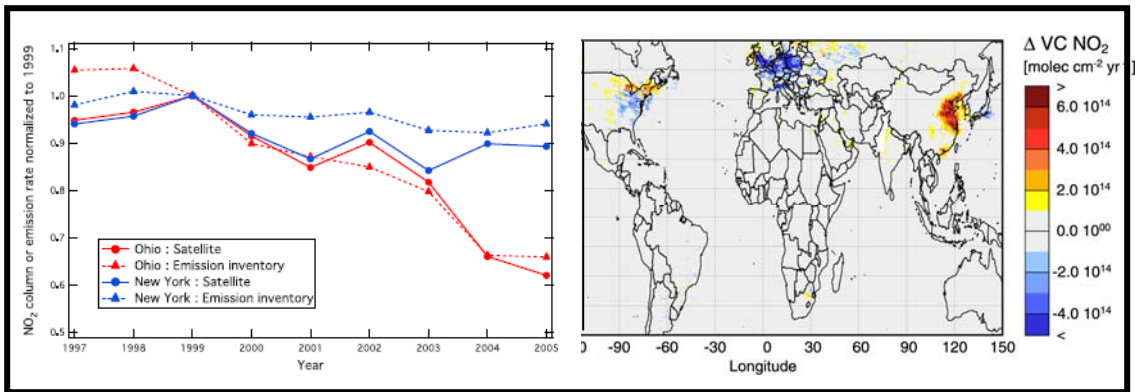 NO2 column or emission rate normalized to 1999
1.1
1.0
0.9
0.8
0.7
0.6
0.5
Ohio : Satellite
Ohio : Emission inventory
New York : Satellite
New York : Emission inventory
1997 1998 1999 2000 2001 2002 2003 2004 2005
Year
0 -90 -60 -30 0 30 60 90 120 150
Longitude
Δ VC NO2
[molec cm-2 yr-1]
>
6.0 10^14
4.0 10^14
2.0 10^14
0.0 10^00
-2.0 10^14
-4.0 10^14
<